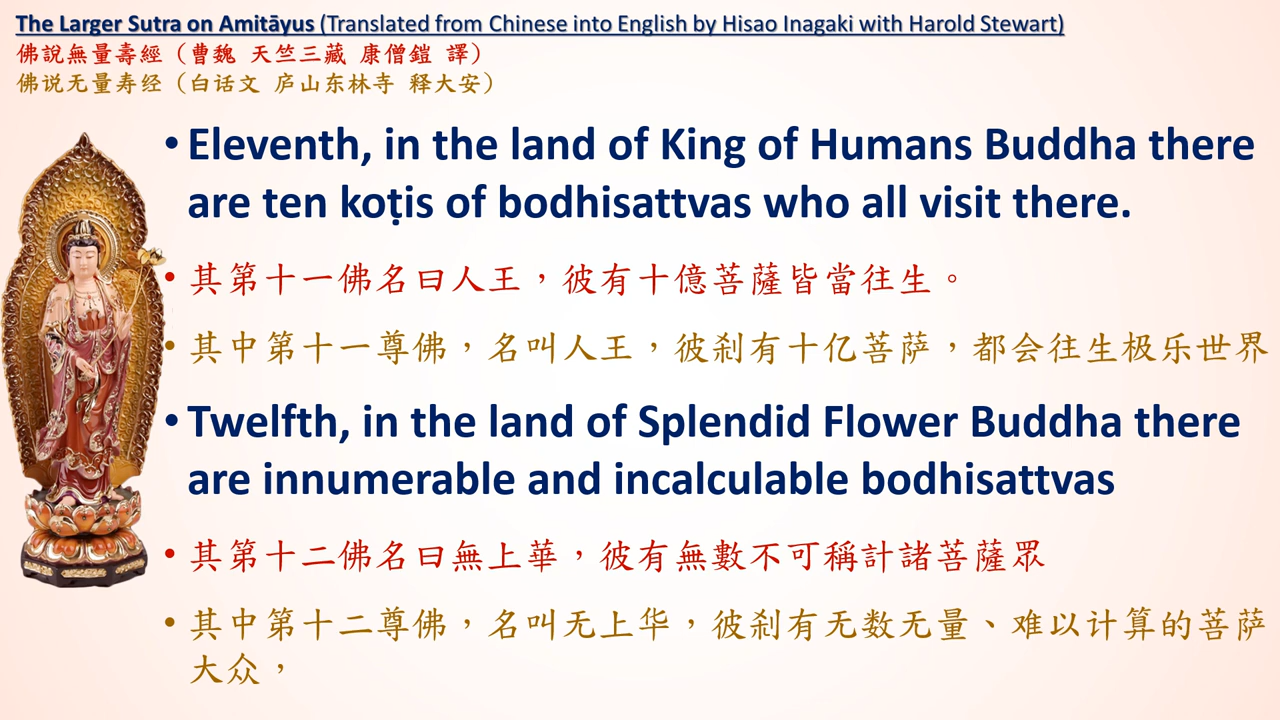 The Larger Sutra on Amitāyus (Translated from Chinese into English by Hisao Inagaki with Harold Stewart)
佛說無量壽經（曹魏 天竺三藏 康僧鎧 譯）
佛说无量寿经（白话文 庐山东林寺 释大安）
• Eleventh, in the land of King of Humans Buddha there
are ten koṭis of bodhisattvas who all visit there.
• 其第十一佛名曰人王，彼有十億菩薩皆當往生。
• 其中第十一尊佛，名叫人王，彼刹有十亿菩萨，都会往生极乐世界
• Twelfth, in the land of Splendid Flower Buddha there
are innumerable and incalculable bodhisattvas
• 其第十二佛名曰無上華，彼有無數不可稱計諸菩薩眾
• 其中第十二尊佛，名叫无上华，彼刹有无数无量、难以计算的菩萨
大众，